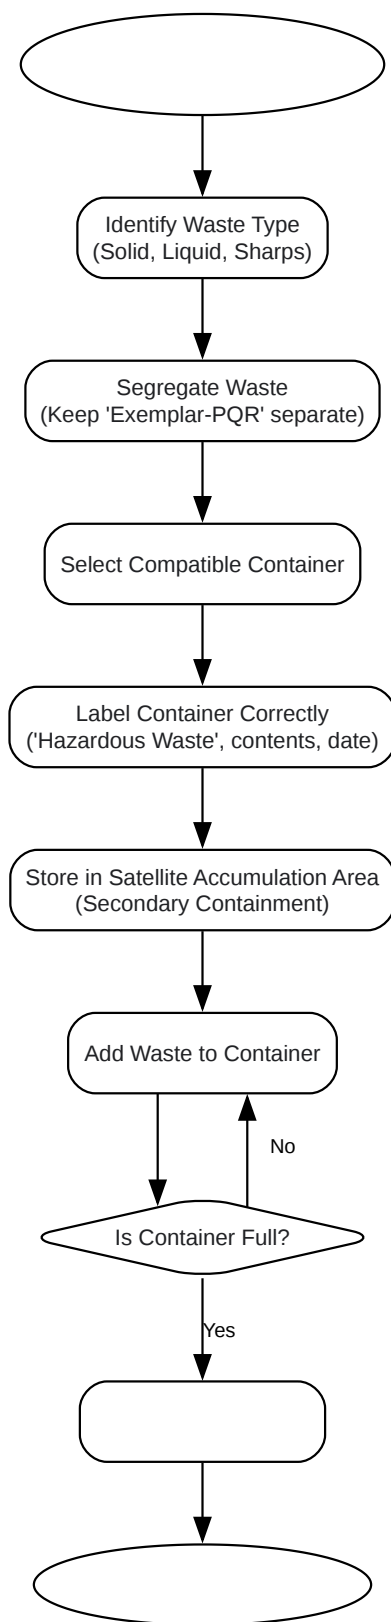 Identify Waste Type
(Solid, Liquid, Sharps)
Segregate Waste
(Keep 'Exemplar-PQR' separate)
Select Compatible Container
Label Container Correctly
('Hazardous Waste', contents, date)
Store in Satellite Accumulation Area
(Secondary Containment)
Add Waste to Container
No
Is Container Full?
Yes